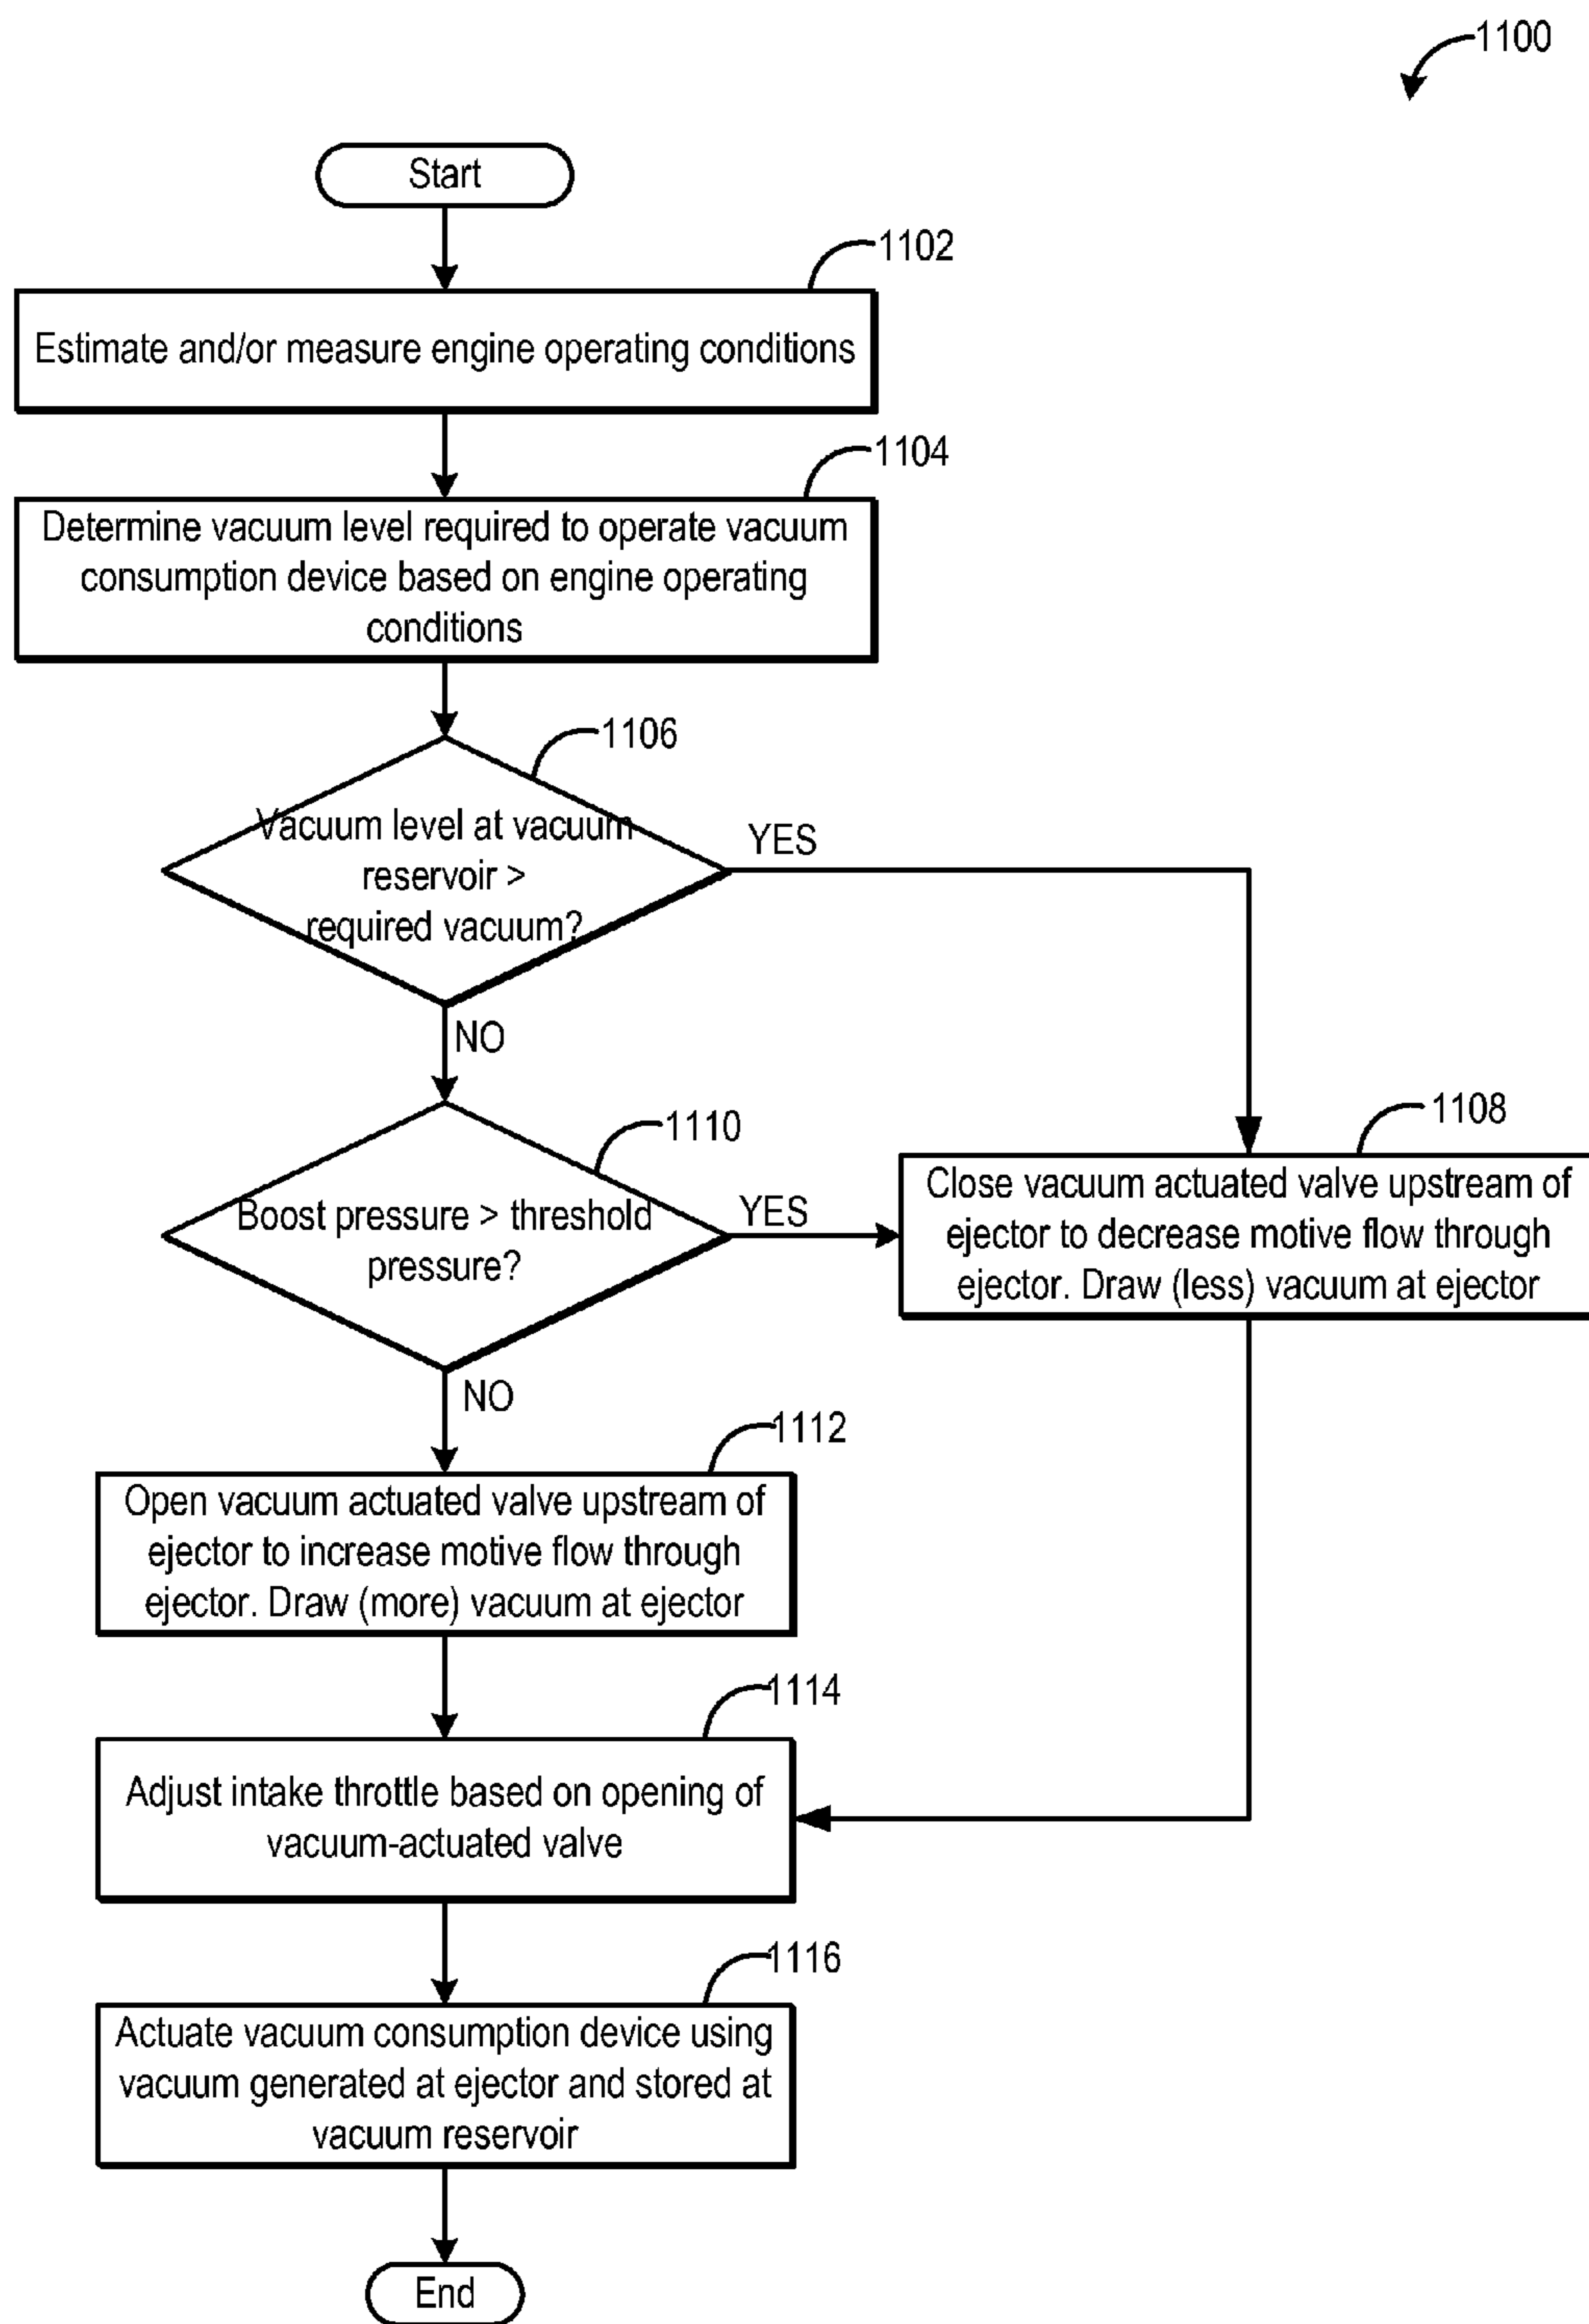 1100
Start
1102
Estimate and/or measure engine operating conditions
1104
Determine vacuum level required to operate vacuum
consumption device based on engine operating
conditions
1106
Vacuum level at vacuum
reservoir >
required vacuum?
YES
NO
1110
Boost pressure > threshold
pressure?
YES
1108
Close vacuum actuated valve upstream of
ejector to decrease motive flow through
ejector. Draw (less) vacuum at ejector
NO
1112
Open vacuum actuated valve upstream of
ejector to increase motive flow through
ejector. Draw (more) vacuum at ejector
1114
Adjust intake throttle based on opening of
vacuum-actuated valve
1116
Actuate vacuum consumption device using
vacuum generated at ejector and stored at
vacuum reservoir
End